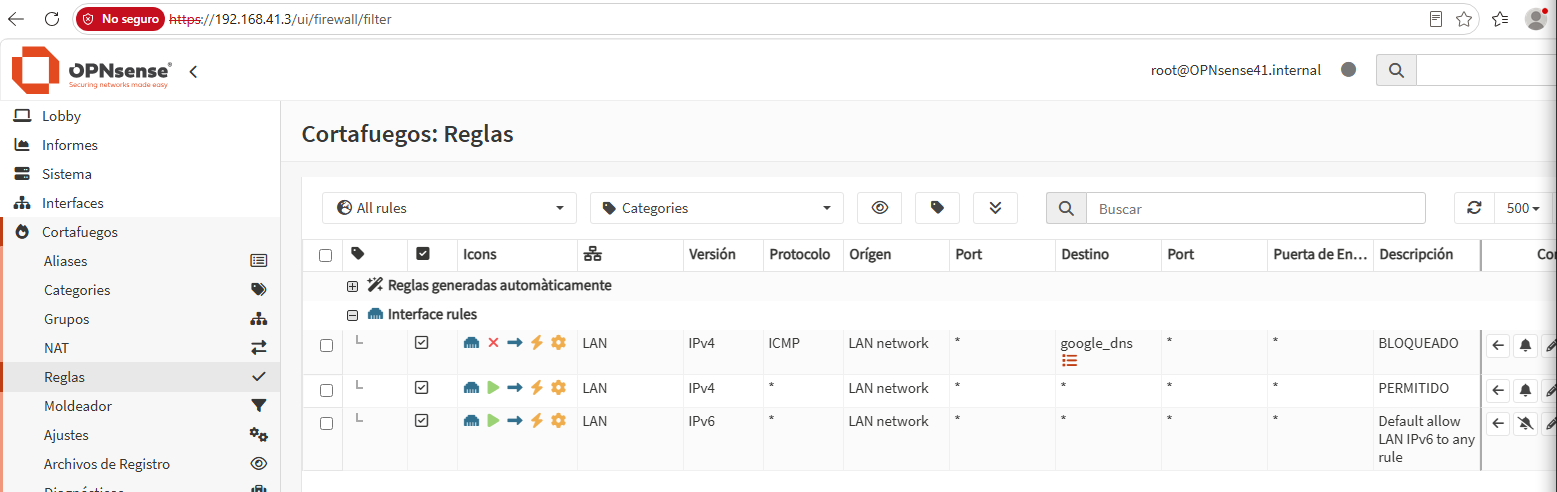 No seguro https://192.168.41.3/ui/firewall/filter
OPNsense
Securing networks made easy
root@OPNsense41.internal
Lobby
Informes
Sistema
Interfaces
Cortafuegos
Aliases
Categories
Grupos
NAT
Reglas
Moldeador
Ajustes
Archivos de Registro
Cortafuegos: Reglas
All rules Categories Buscar 500
Icons Versión Protocolo Orígen Port Destino Port Puerta de En... Descripción
Reglas generadas automàticamente
Interface rules
LAN IPv4 ICMP LAN network * google_dns * * BLOQUEADO
LAN IPv4 * LAN network * * * * PERMITIDO
LAN IPv6 * LAN network * * * * Default allow
LAN IPv6 to any
rule